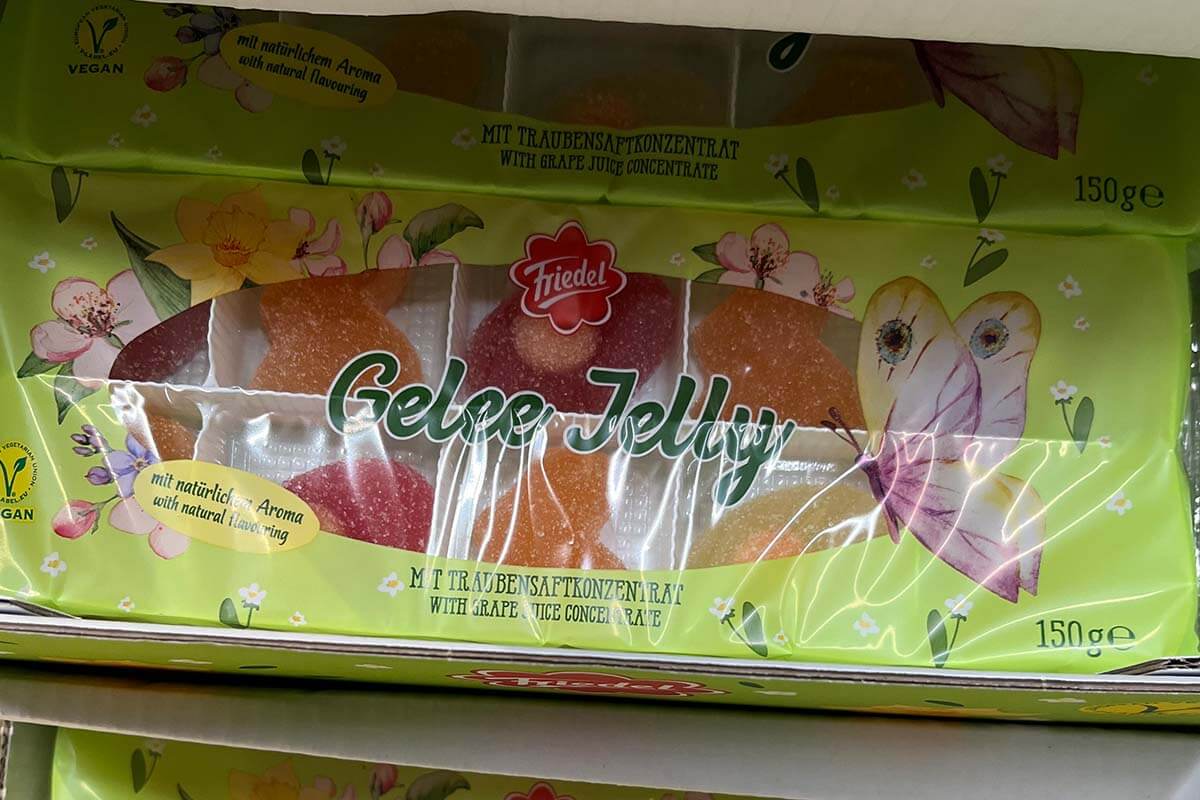 VEGAN
mit natürlichem Aroma
with natural flavouring
MIT TRAUBENSAFTKONZENTRAT
WITH GRAPE JUICE CONCENTRATE
150g℮
Friedel
Gelee Jelly
VEGAN
mit natürlichem Aroma
with natural flavouring
MIT TRAUBENSAFTKONZENTRAT
WITH GRAPE JUICE CONCENTRATE
150g℮
Friedel